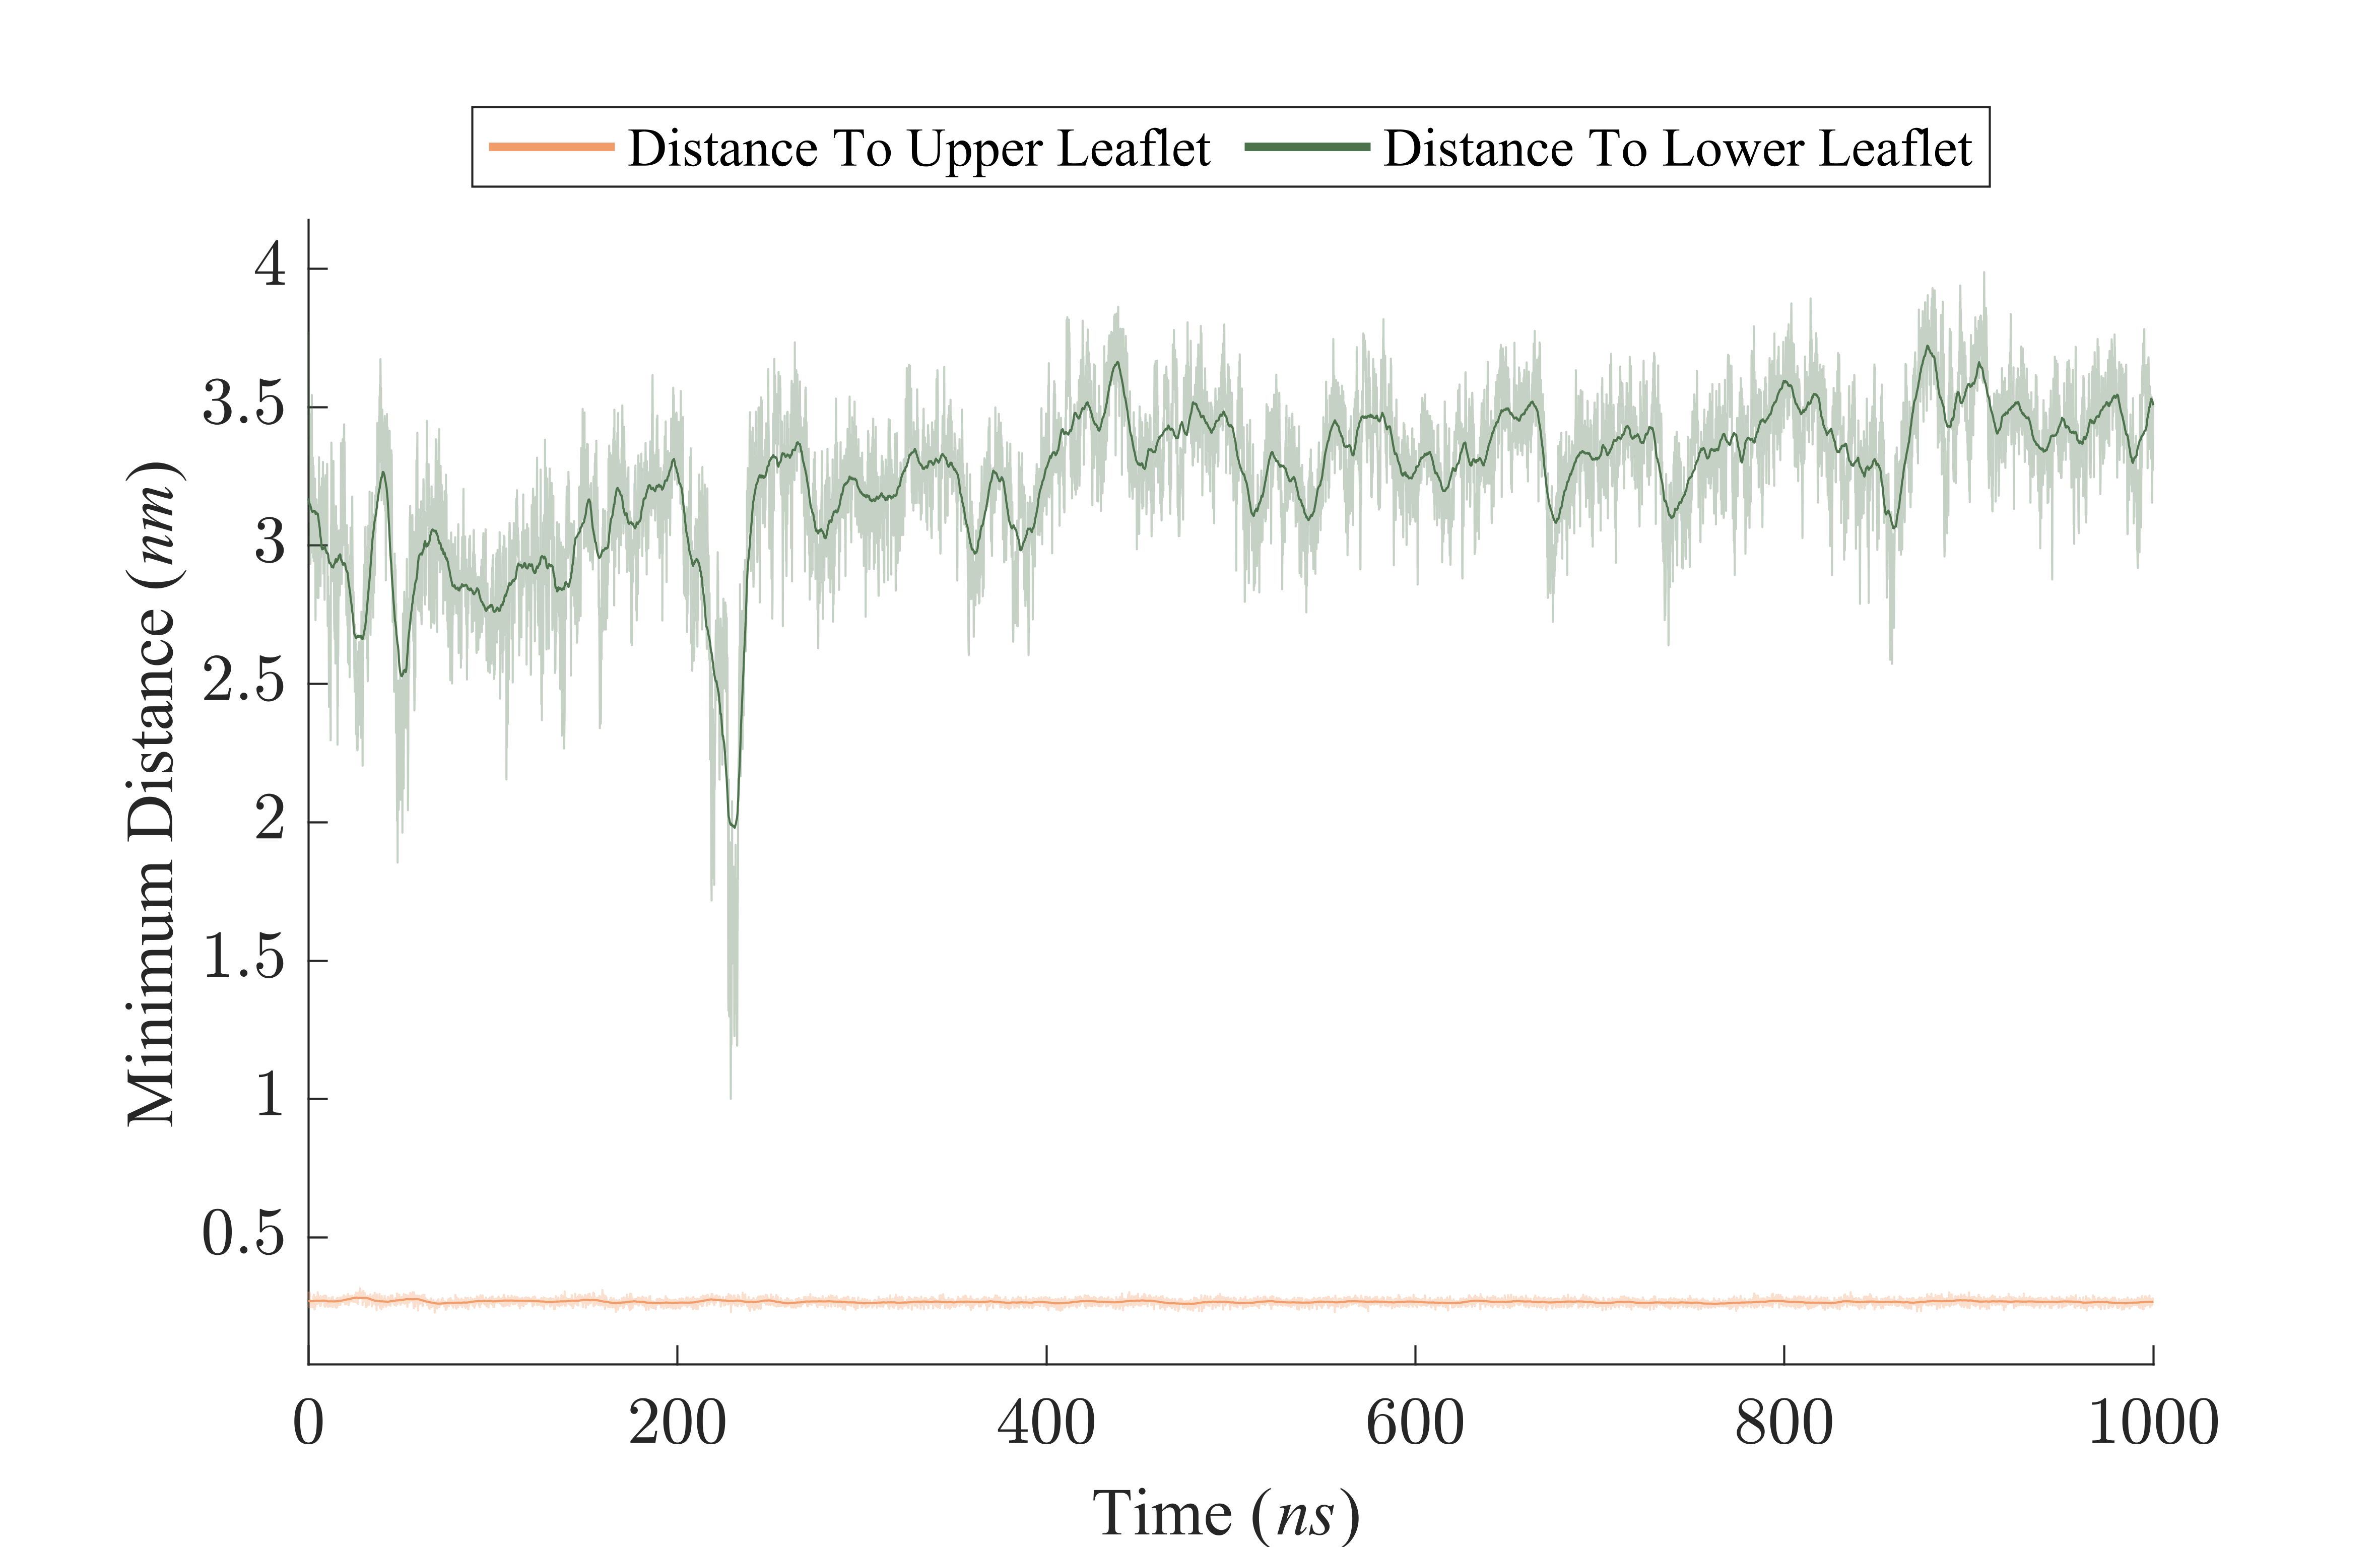 Distance To Upper Leaflet Distance To Lower Leaflet
4
3.5
3
2.5
2
1.5
1
0.5
Minimum Distance (nm)
0 200 400 600 800 1000
Time (ns)